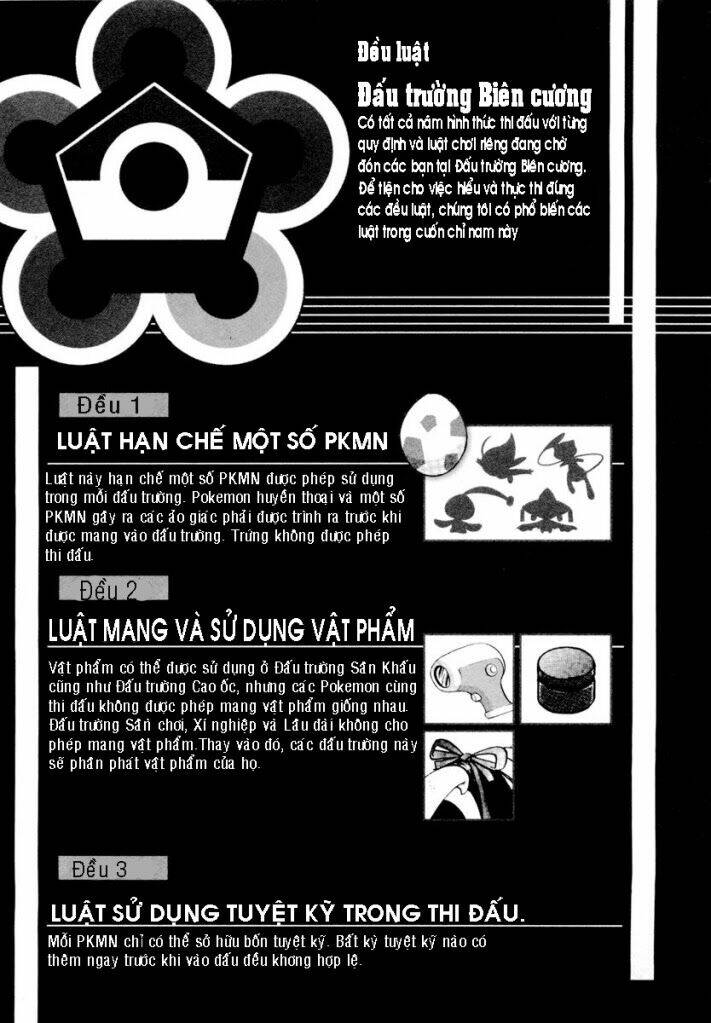 Đều luật
Đấu trường Biên cương
Có tất cả năm hình thức thi đấu với từng
quy định và luật chơi riêng đang chờ
đón các bạn tại Đấu trường Biên cương.
Để tiện cho việc hiểu và thực thi đúng
các đều luật, chúng tôi có phổ biến các
luật trong cuốn chỉ nam này
Đều 1
LUẬT HẠN CHẾ MỘT SỐ PKMN
Luật này hạn chế một số PKMN được phép sử dụng
trong mỗi đấu trường. Pokemon huyền thoại và một số
PKMN gây ra các ảo giác phải được trình ra trước khi
được mang vào đấu trường. Trứng không được phép
thi đấu.
Đều 2
LUẬT MANG VÀ SỬ DỤNG VẬT PHẨM
Vật phẩm có thể được sử dụng ở Đấu trường Sân Khấu
cũng như Đấu trường Cao ốc, nhưng các Pokemon cùng
thi đấu không được phép mang vật phẩm giống nhau.
Đấu trường Sân chơi, Xí nghiệp và Lâu đài không cho
phép mang vật phẩm.Thay vào đó, các đấu trường này
sẽ phân phát vật phẩm của họ.
Đều 3
LUẬT SỬ DỤNG TUYỆT KỸ TRONG THI ĐẤU.
Mỗi PKMN chỉ có thể sở hữu bốn tuyệt kỹ. Bất kỳ tuyệt kỹ nào có
thêm ngay trước khi vào đấu đều khơng hợp lệ.